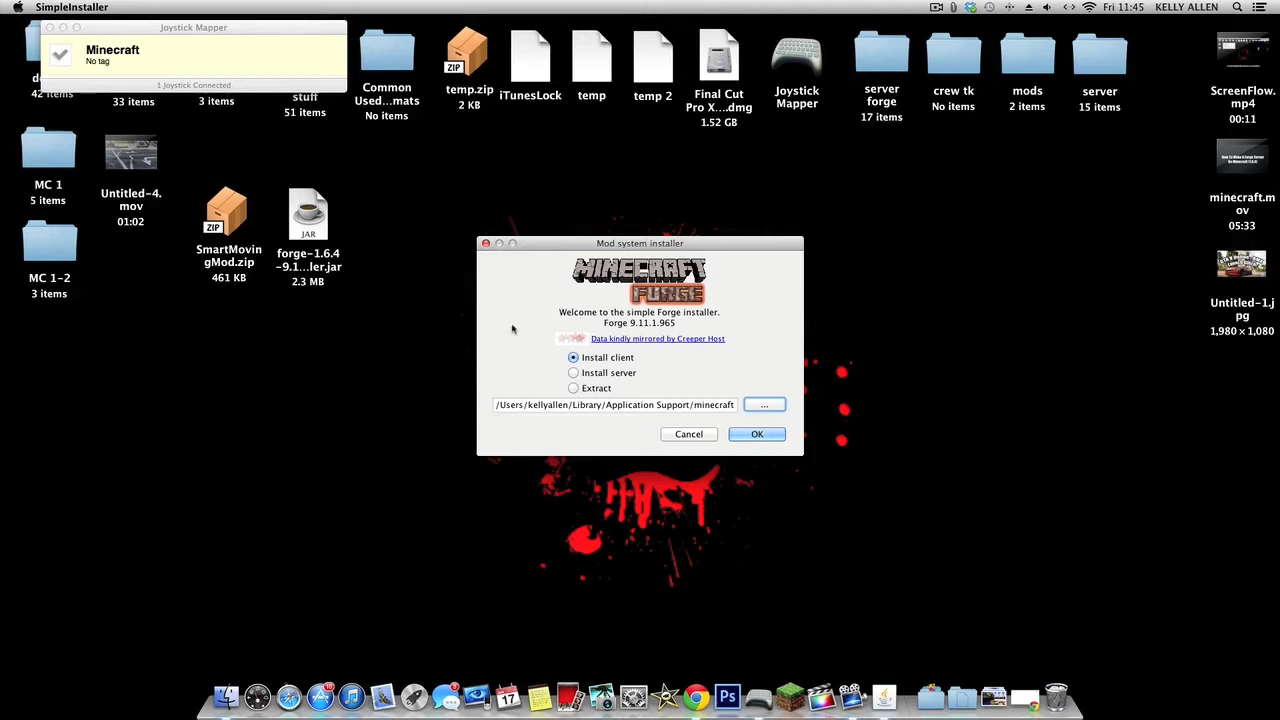 SimpleInstaller
Fri 11:45
KELLY ALLEN
Joystick Mapper
Minecraft
No tag
1 Joystick Connected
42 items
33 items
3 items
stuff
51 items
Common
Used...mats
No items
ZIP
temp.zip
2 KB
iTunesLock
temp
temp 2
Final Cut
Pro X....dmg
1.52 GB
Joystick
Mapper
server
forge
17 items
crew tk
No items
mods
2 items
server
15 items
ScreenFlow.
mp4
00:11
MC 1
5 items
Untitled-4.
mov
01:02
minecraft.m
ov
05:33
ZIP
SmartMovin
gMod.zip
461 KB
JAR
forge-1.6.4
-9.1...ler.jar
2.3 MB
MC 1-2
3 items
Untitled-1.j
pg
1,980 × 1,080
Mod system installer
MINECRAFT
FORGE
Welcome to the simple Forge installer.
Forge 9.11.1.965
Data kindly mirrored by Creeper Host
Install client
Install server
Extract
/Users/kellyallen/Library/Application Support/minecraft
...
Cancel
OK
17
Ps